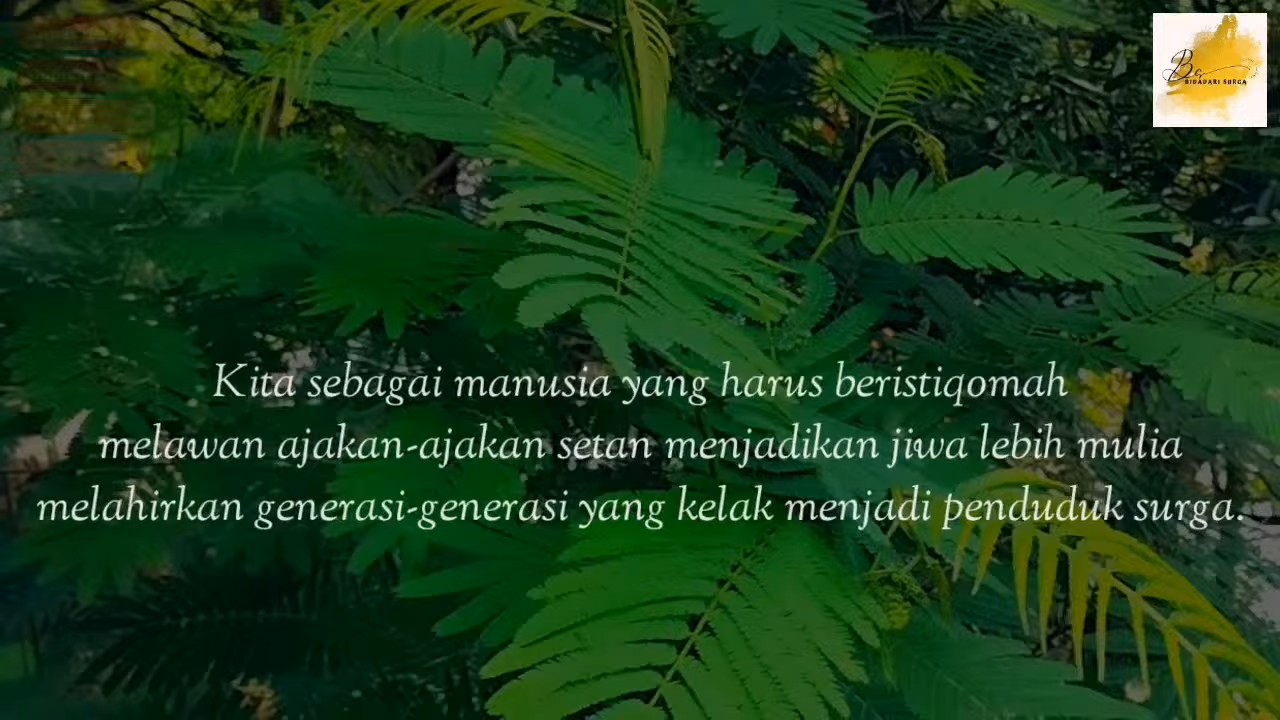 Bs
BIDADARI SURGA
Kita sebagai manusia yang harus beristiqomah
melawan ajakan-ajakan setan menjadikan jiwa lebih mulia
melahirkan generasi-generasi yang kelak menjadi penduduk surga.